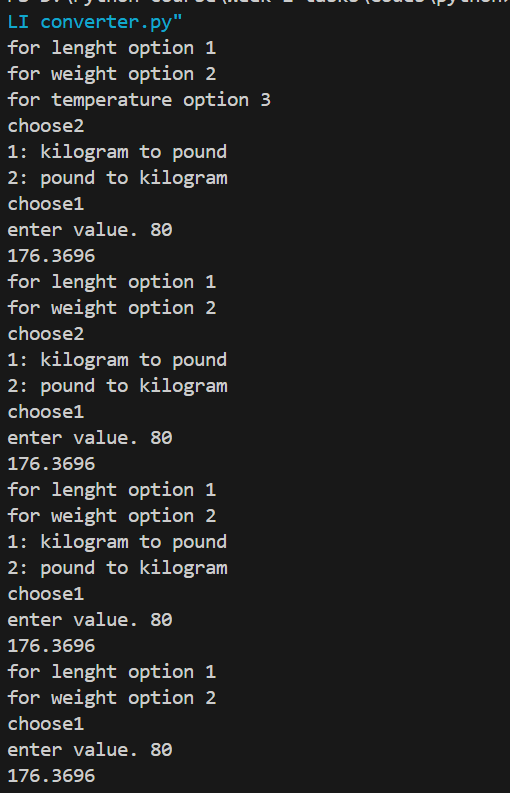 LI converter.py"
for lenght option 1
for weight option 2
for temperature option 3
choose2
1: kilogram to pound
2: pound to kilogram
choose1
enter value. 80
176.3696
for lenght option 1
for weight option 2
choose2
1: kilogram to pound
2: pound to kilogram
choose1
enter value. 80
176.3696
for lenght option 1
for weight option 2
1: kilogram to pound
2: pound to kilogram
choose1
enter value. 80
176.3696
for lenght option 1
for weight option 2
choose1
enter value. 80
176.3696